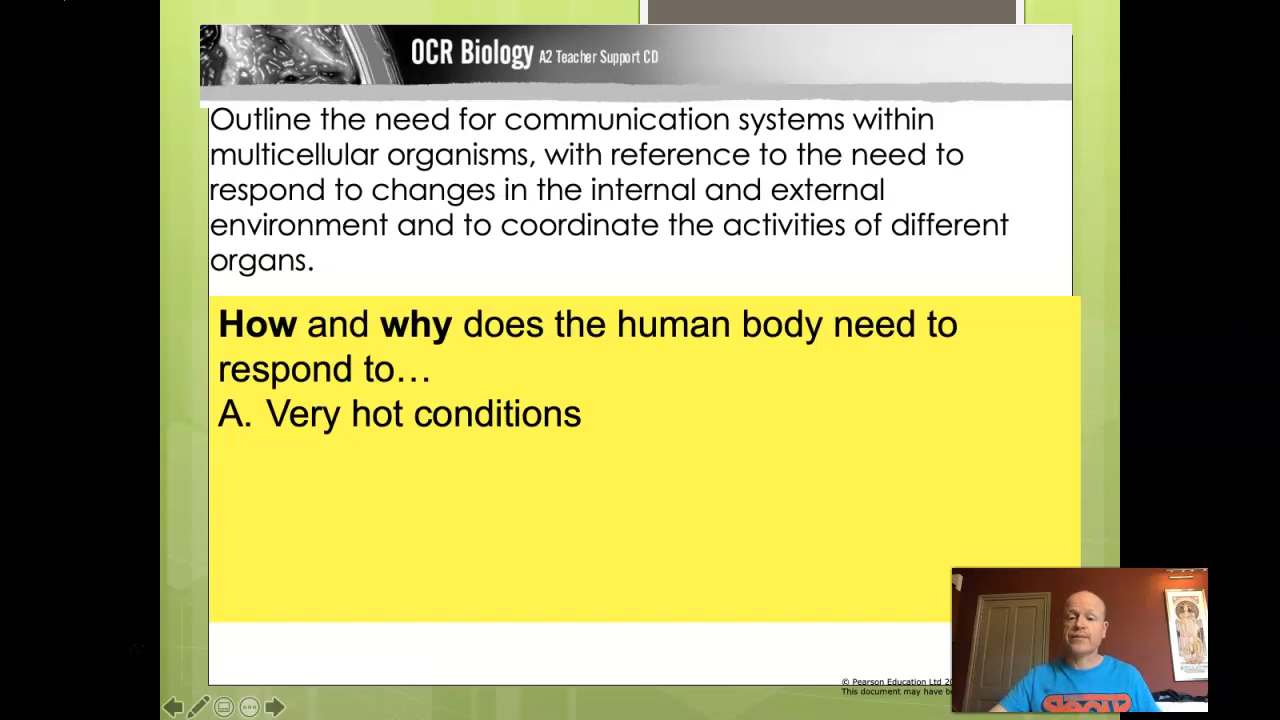 OCR Biology A2 Teacher Support CD
Outline the need for communication systems within
multicellular organisms, with reference to the need to
respond to changes in the internal and external
environment and to coordinate the activities of different
organs.
How and why does the human body need to
respond to…
A. Very hot conditions
© Pearson Education Ltd
This document may have